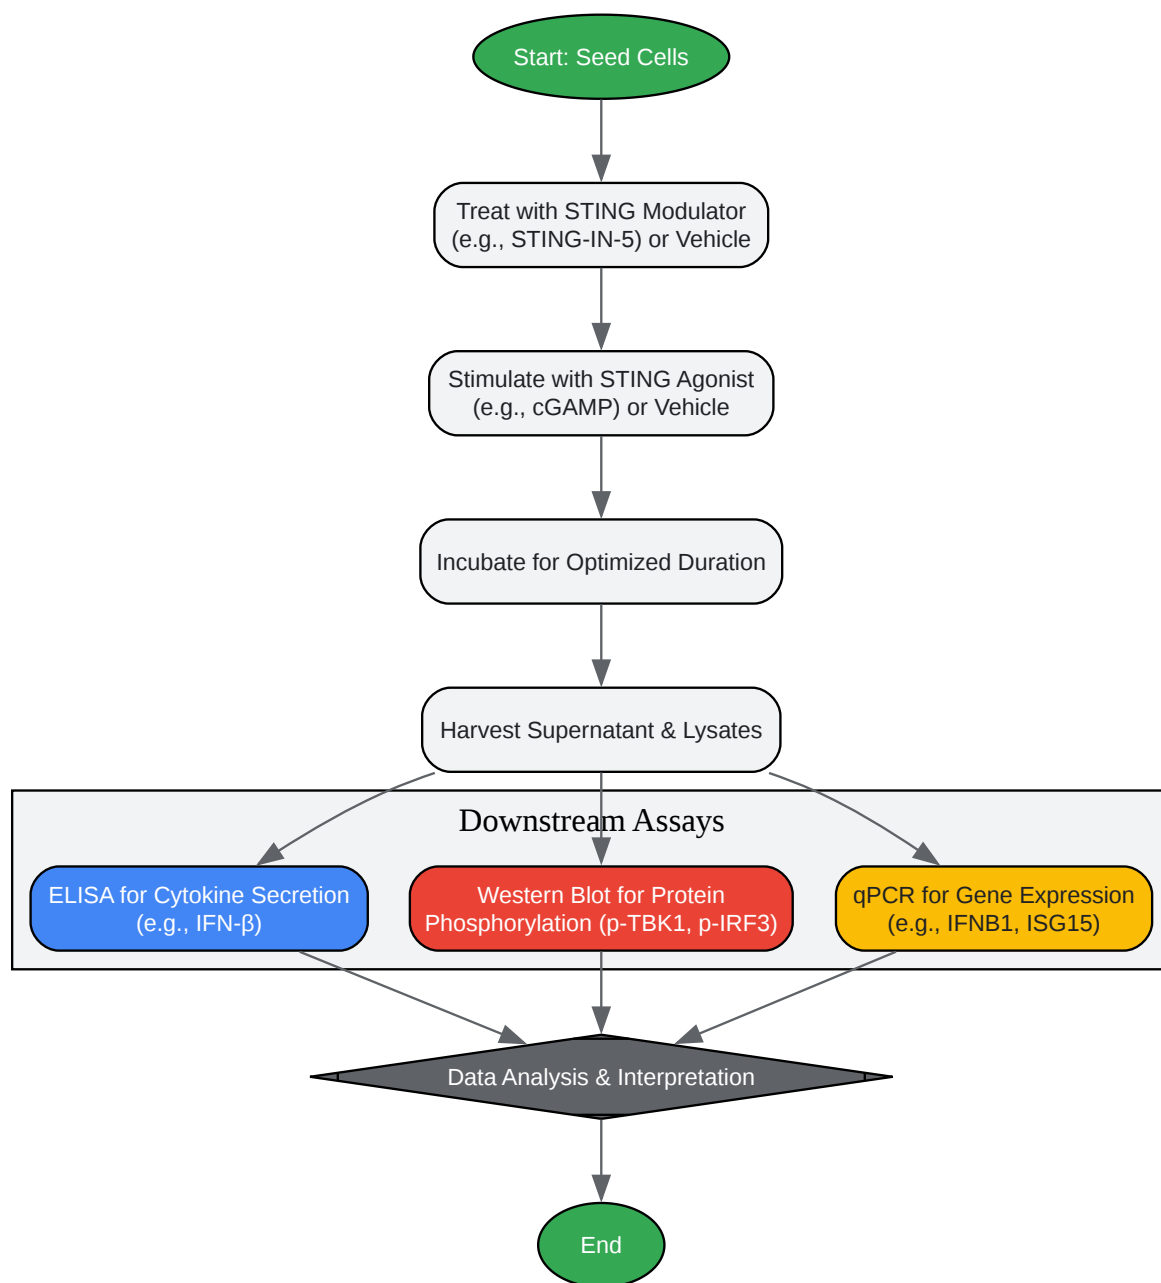 Start: Seed Cells
Treat with STING Modulator
(e.g., STING-IN-5) or Vehicle
Stimulate with STING Agonist
(e.g., cGAMP) or Vehicle
Incubate for Optimized Duration
Harvest Supernatant & Lysates
Downstream Assays
ELISA for Cytokine Secretion
(e.g., IFN-β)
Western Blot for Protein
Phosphorylation (p-TBK1, p-IRF3)
qPCR for Gene Expression
(e.g., IFNB1, ISG15)
Data Analysis & Interpretation
End